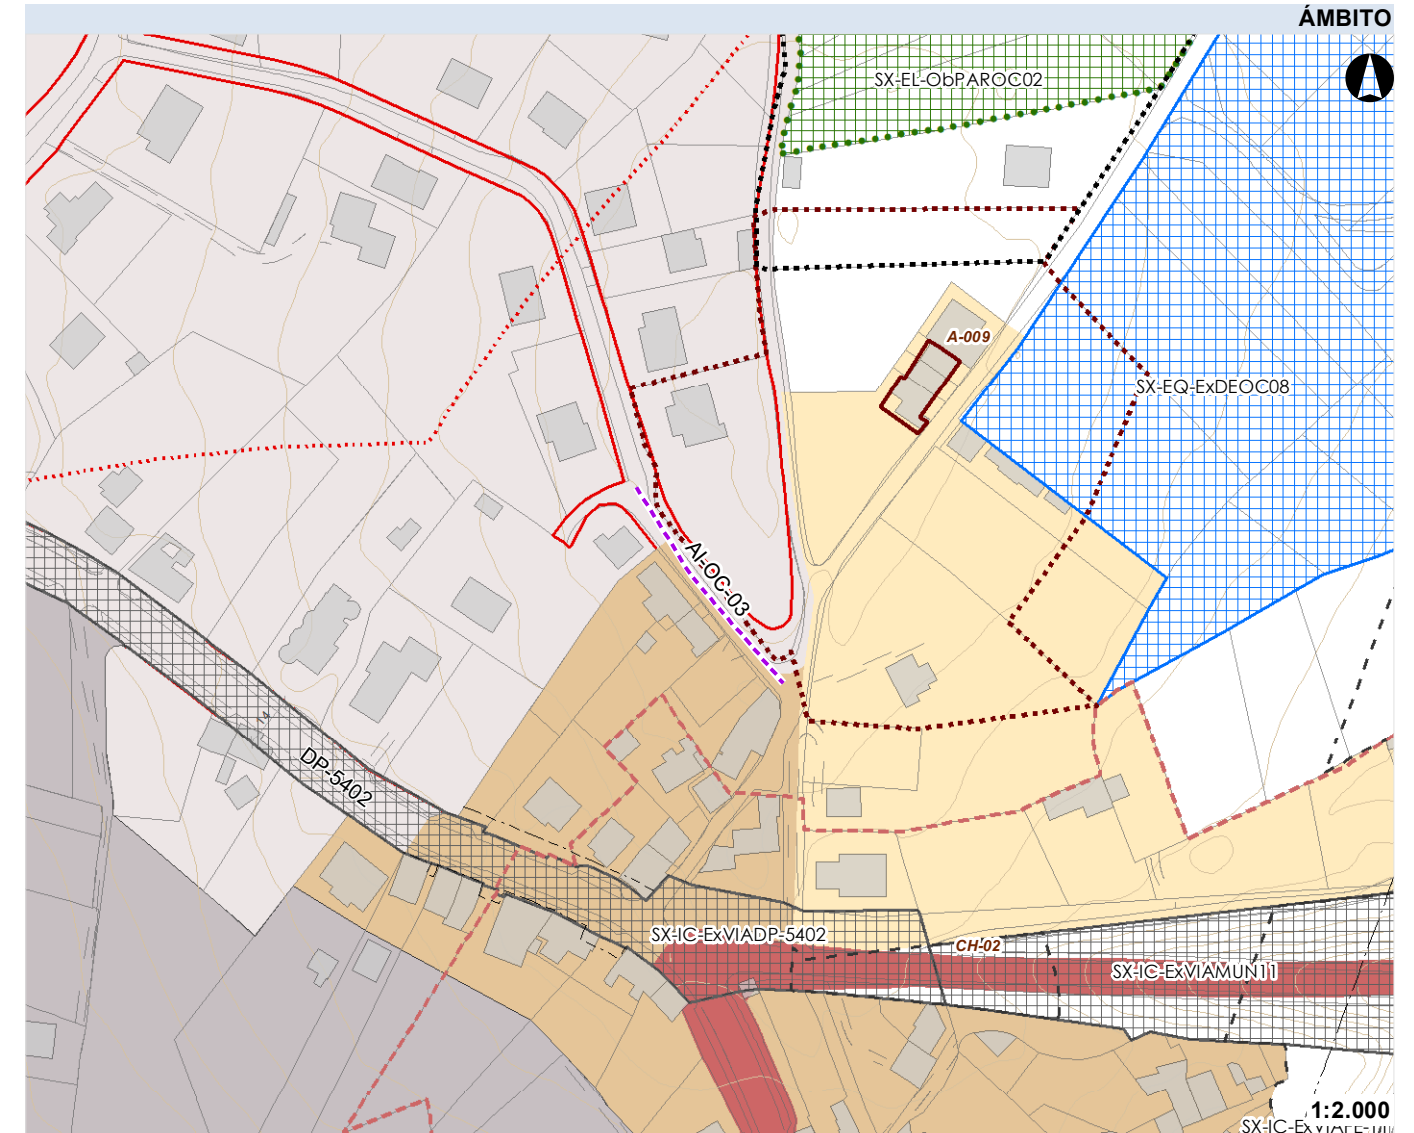 ÁMBITO
SX-EL-ObPAROC02
A-009
SX-EQ-ExDEOC08
AI-OC-03
DP-5402
SX-IC-ExVIADP-5402
CH-02
SX-IC-ExVIAMUN11
1:2.000